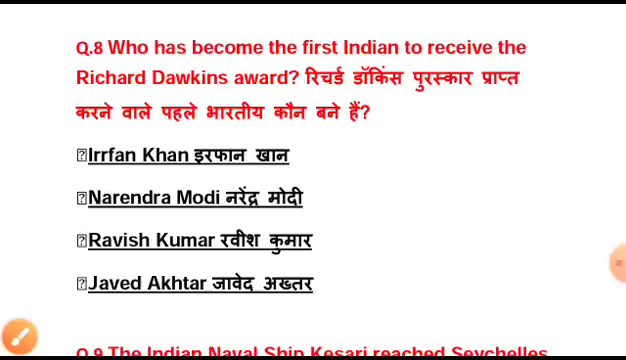 Q.8 Who has become the first Indian to receive the
Richard Dawkins award? रिचर्ड डॉकिंस पुरस्कार प्राप्त
करने वाले पहले भारतीय कौन बने हैं?
Irrfan Khan इरफान खान
Narendra Modi नरेंद्र मोदी
Ravish Kumar रवीश कुमार
Javed Akhtar जावेद अख्तर
Q.9 The Indian Naval Ship Kesari reached Seychelles